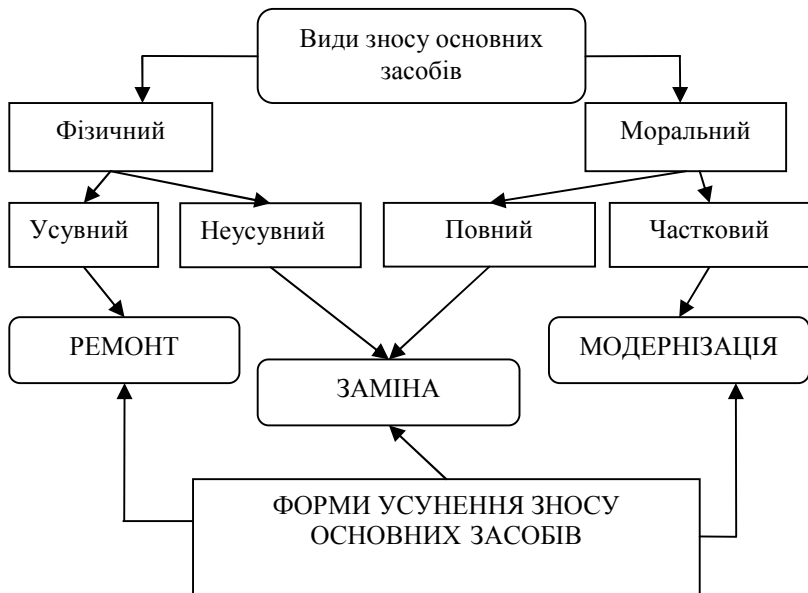 Види зносу основних
засобів
Фізичний
Моральний
Усувний
Неусувний
Повний
Частковий
РЕМОНТ
МОДЕРНІЗАЦІЯ
ЗАМІНА
ФОРМИ УСУНЕННЯ ЗНОСУ
ОСНОВНИХ ЗАСОБІВ